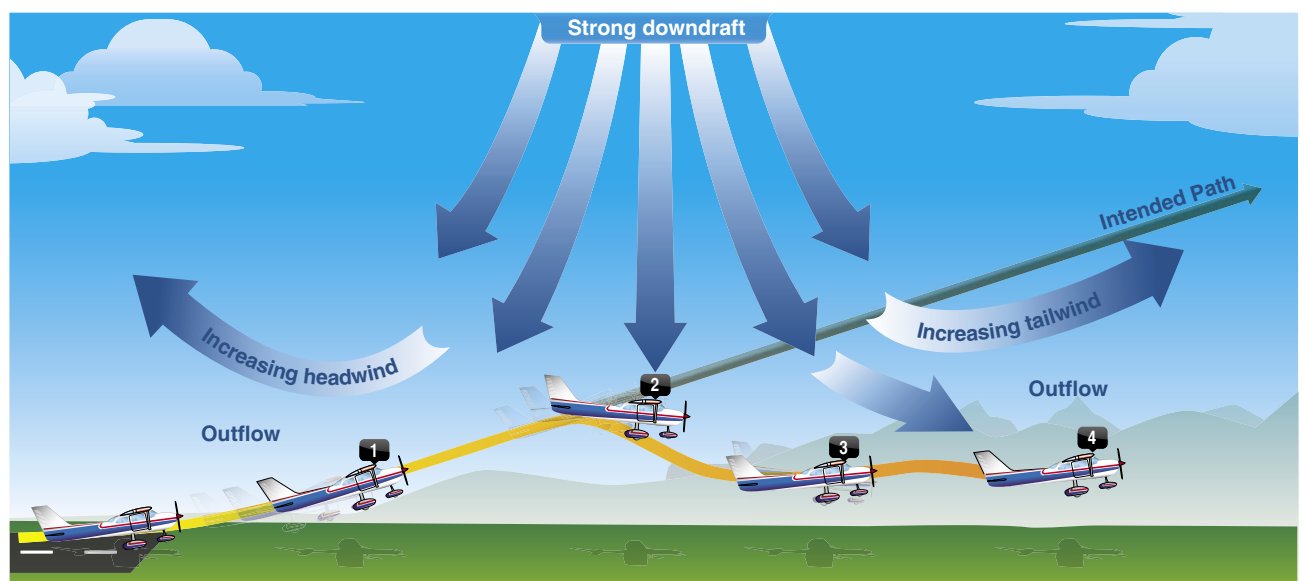 Strong downdraft
Intended Path
Increasing headwind
Increasing tailwind
2
Outflow
Outflow
1
3
4